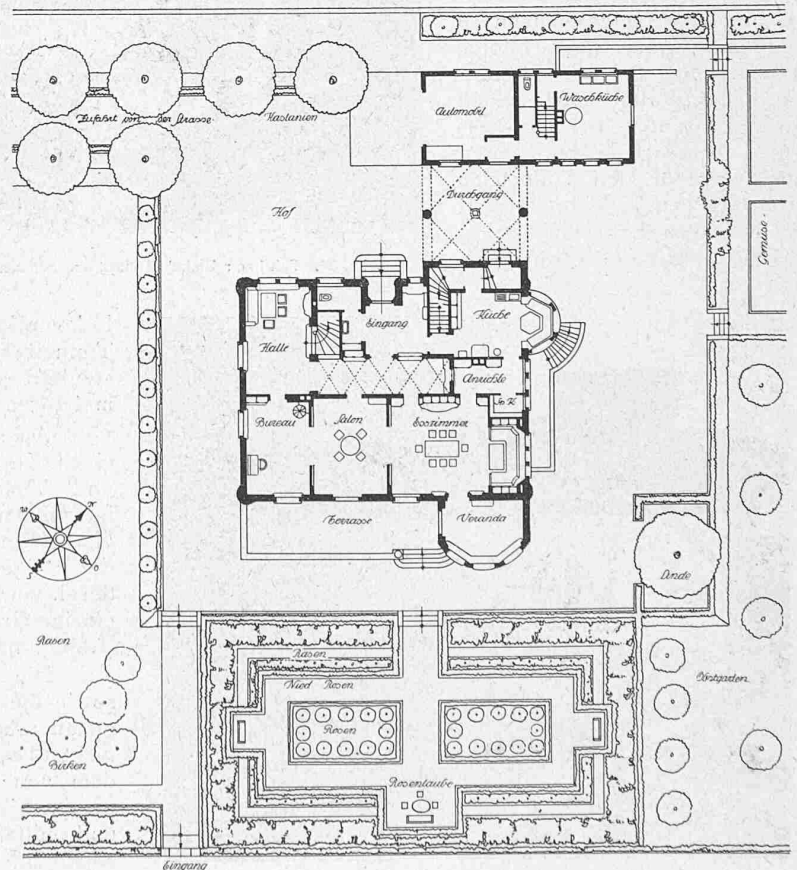 Zufahrt von der Strasse
Kastanien
Automobil
Waschküche
Durchgang
Hof
Gemüse-
Eingang
Küche
Halle
Anrichte
Sp. K.
Bureau
Salon
Esszimmer
Terrasse
Veranda
W
N
S
O
Linde
Rasen
Rasen
Nied. Rosen
Obstgarten
Rosen
Birken
Rosenlaube
Eingang